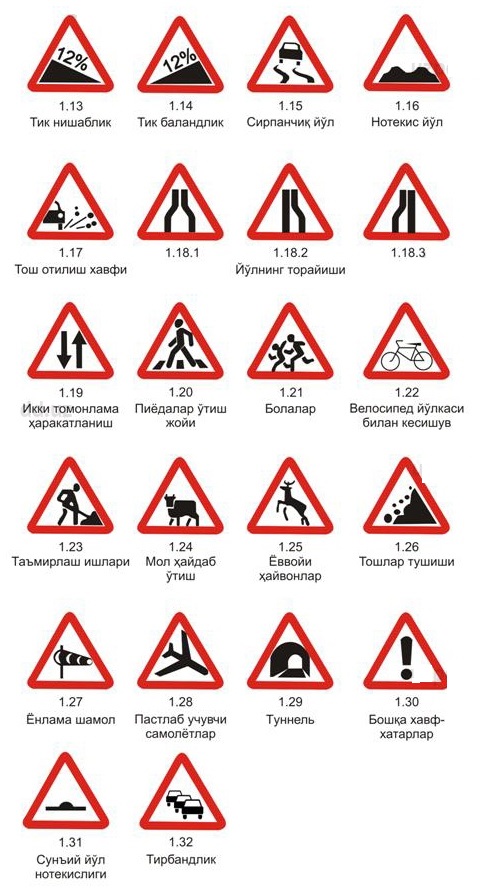 12%
12%
1.13
1.14
1.15
1.16
Тик нишаблик
Тик баландлик
Сирпанчиқ йўл
Нотекис йўл
1.17
1.18.1
1.18.2
1.18.3
Тош отилиш хавфи
Йўлнинг торайиши
1.19
1.20
1.21
1.22
Икки томонлама
ҳаракатланиш
Пиёдалар ўтиш
жойи
Болалар
Велосипед йўлкаси
билан кесишув
1.23
1.24
1.25
1.26
Таъмирлаш ишлари
Мол ҳайдаб
ўтиш
Ёввойи
ҳайвонлар
Тошлар тушиши
1.27
1.28
1.29
1.30
Ёнлама шамол
Пастлаб учувчи
самолётлар
Туннель
Бошқа хавф-
хатарлар
1.31
1.32
Сунъий йўл
нотекислиги
Тирбандлик